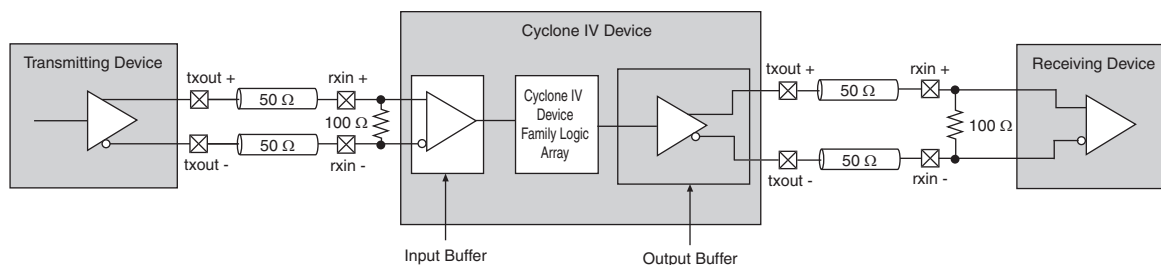 Cyclone IV Device
Transmitting Device
txout +
rxin +
50 Ω
100 Ω
50 Ω
txout -
rxin -
Cyclone IV
Device
Family Logic
Array
txout +
rxin +
50 Ω
100 Ω
50 Ω
txout -
rxin -
Receiving Device
Input Buffer
Output Buffer